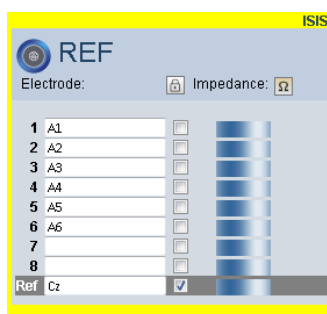 ISIS
REF
Electrode: Impedance: Ω
1 A1
2 A2
3 A3
4 A4
5 A5
6 A6
7
8
Ref Cz